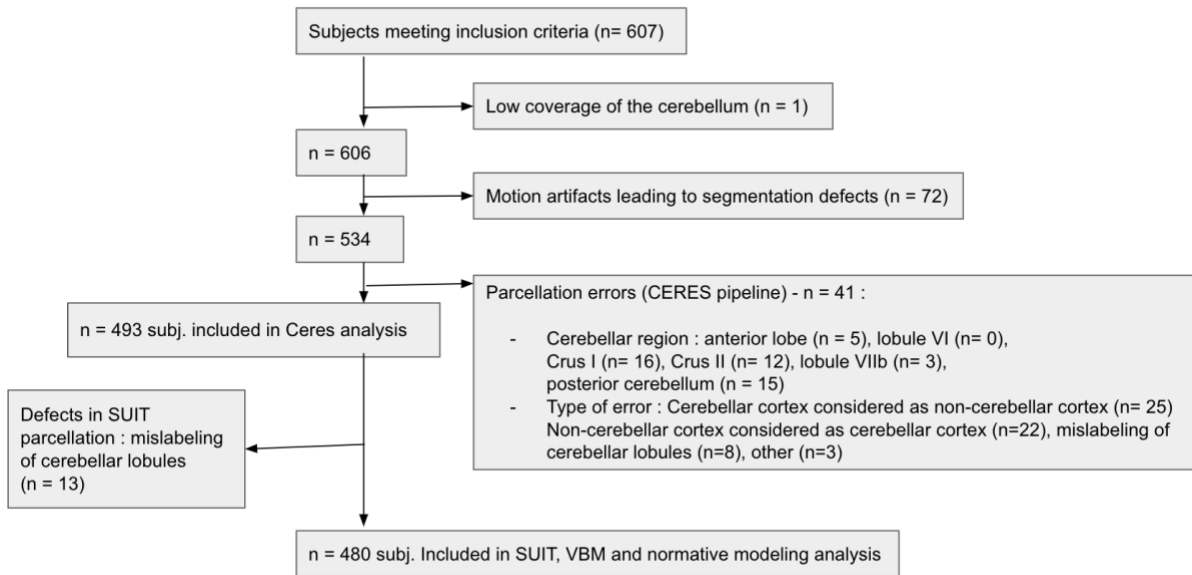 Subjects meeting inclusion criteria (n= 607)
Low coverage of the cerebellum (n = 1)
n = 606
Motion artifacts leading to segmentation defects (n = 72)
n = 534
Parcellation errors (CERES pipeline) - n = 41 :
- Cerebellar region : anterior lobe (n = 5), lobule VI (n= 0),
Crus I (n= 16), Crus II (n= 12), lobule VIIb (n= 3),
posterior cerebellum (n = 15)
- Type of error : Cerebellar cortex considered as non-cerebellar cortex (n= 25)
Non-cerebellar cortex considered as cerebellar cortex (n=22), mislabeling of
cerebellar lobules (n=8), other (n=3)
n = 493 subj. included in Ceres analysis
Defects in SUIT
parcellation : mislabeling
of cerebellar lobules
(n = 13)
n = 480 subj. Included in SUIT, VBM and normative modeling analysis